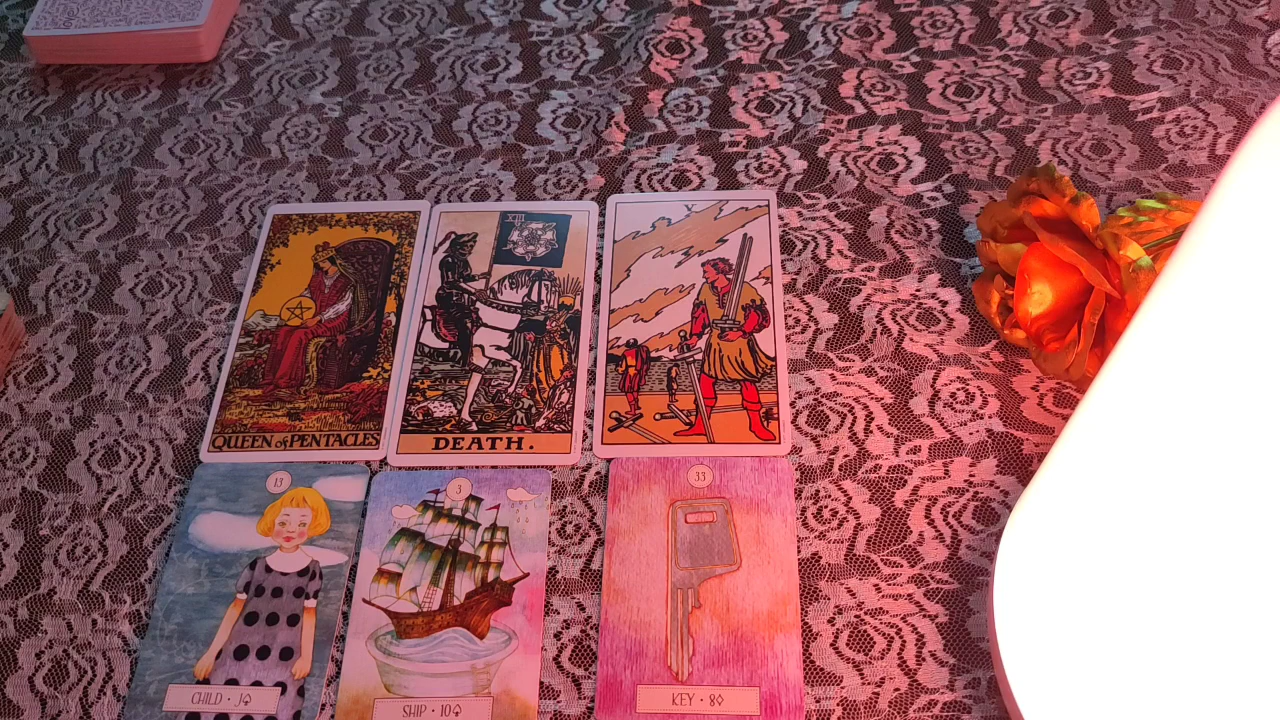 XIII
V
QUEEN of PENTACLES
DEATH.
13
3
33
CHILD • J♤
SHIP • 10♤
KEY • 8♢